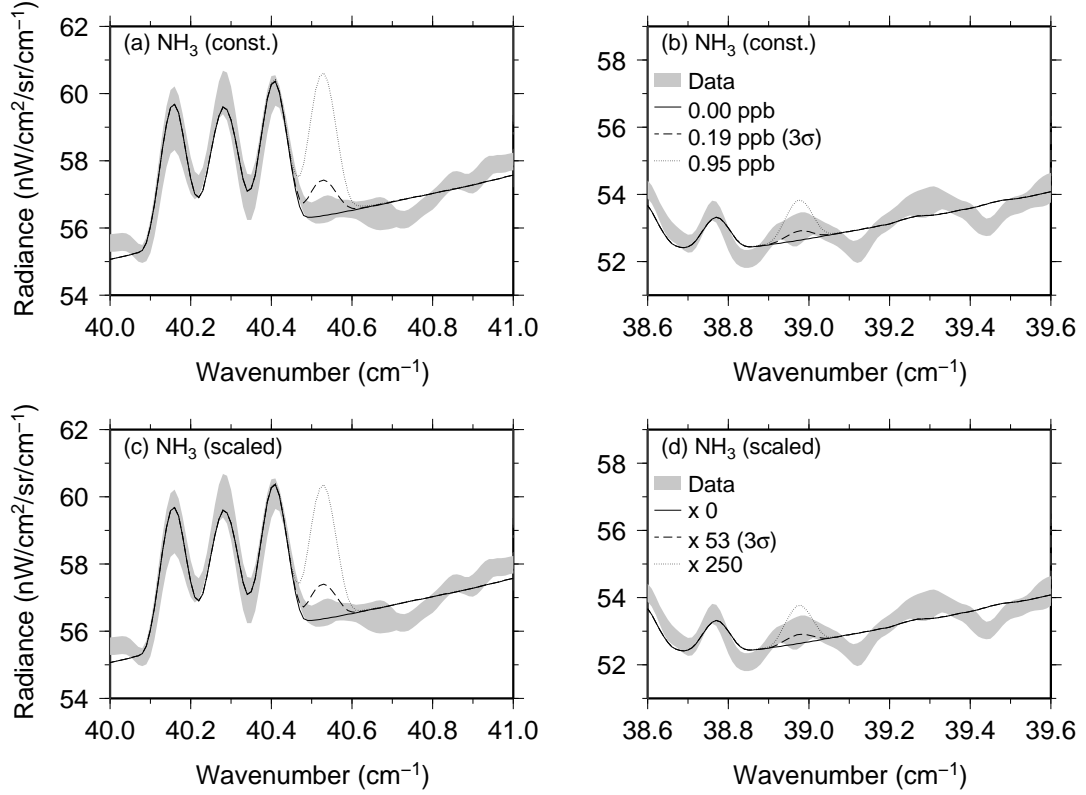 (a) NH₃ (const.)
Radiance (nW/cm²/sr/cm⁻¹)
62
60
58
56
54
40.0 40.2 40.4 40.6 40.8 41.0
Wavenumber (cm⁻¹)
(b) NH₃ (const.)
Data
0.00 ppb
0.19 ppb (3σ)
0.95 ppb
58
56
54
52
38.6 38.8 39.0 39.2 39.4 39.6
Wavenumber (cm⁻¹)
(c) NH₃ (scaled)
Radiance (nW/cm²/sr/cm⁻¹)
62
60
58
56
54
40.0 40.2 40.4 40.6 40.8 41.0
Wavenumber (cm⁻¹)
(d) NH₃ (scaled)
Data
x 0
x 53 (3σ)
x 250
58
56
54
52
38.6 38.8 39.0 39.2 39.4 39.6
Wavenumber (cm⁻¹)